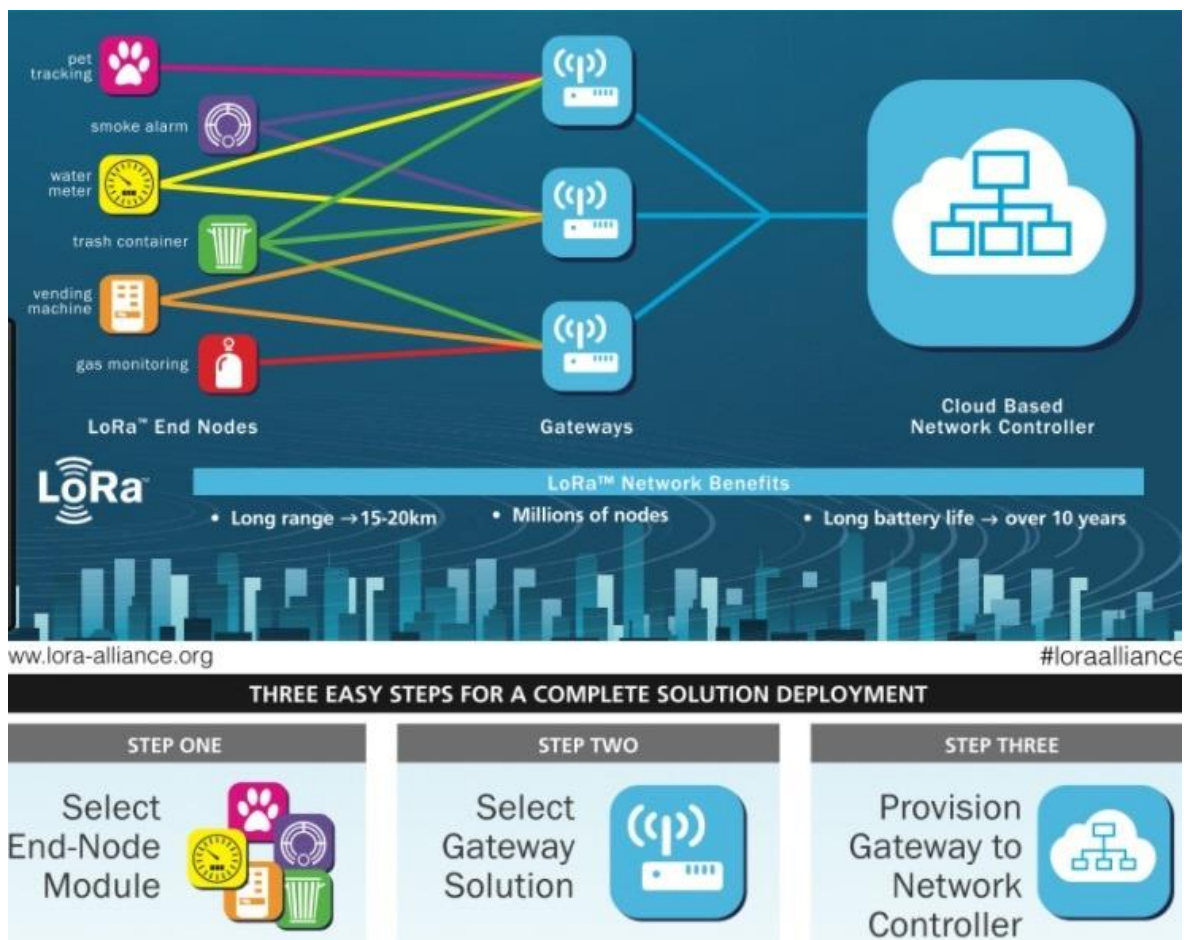 pet
tracking
smoke alarm
water
meter
trash container
vending
machine
gas monitoring
LoRa™ End Nodes
Gateways
Cloud Based
Network Controller
LoRa™
LoRa™ Network Benefits
• Long range →15-20km
• Millions of nodes
• Long battery life → over 10 years
ww.lora-alliance.org
#loraalliance
THREE EASY STEPS FOR A COMPLETE SOLUTION DEPLOYMENT
STEP ONE
Select
End-Node
Module
STEP TWO
Select
Gateway
Solution
STEP THREE
Provision
Gateway to
Network
Controller